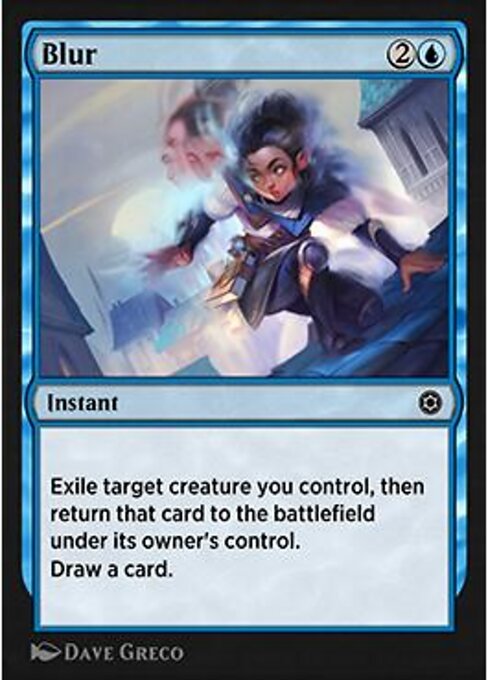 Blur 2
Instant
Exile target creature you control, then
return that card to the battlefield
under its owner's control.
Draw a card.
DAVE GRECO